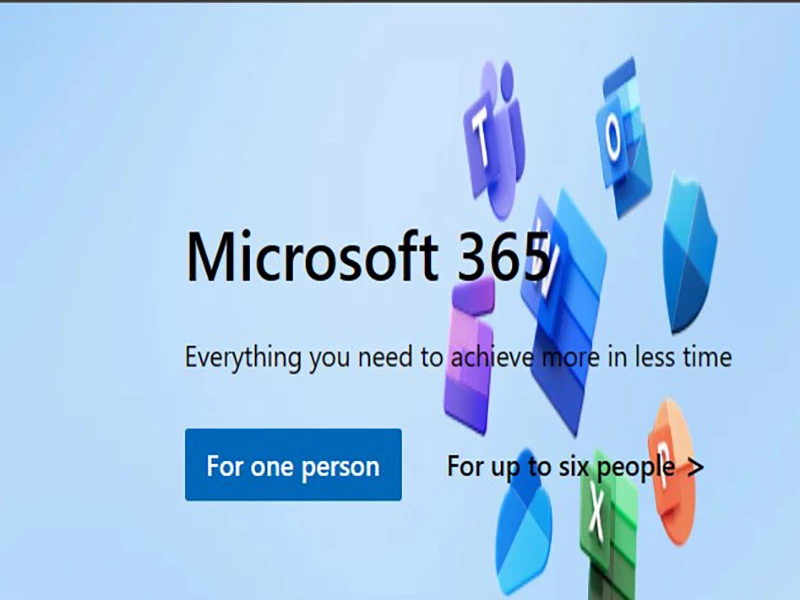 T
O
Microsoft 365
W
Everything you need to achieve more in less time
For one person
For up to six people >
P
X